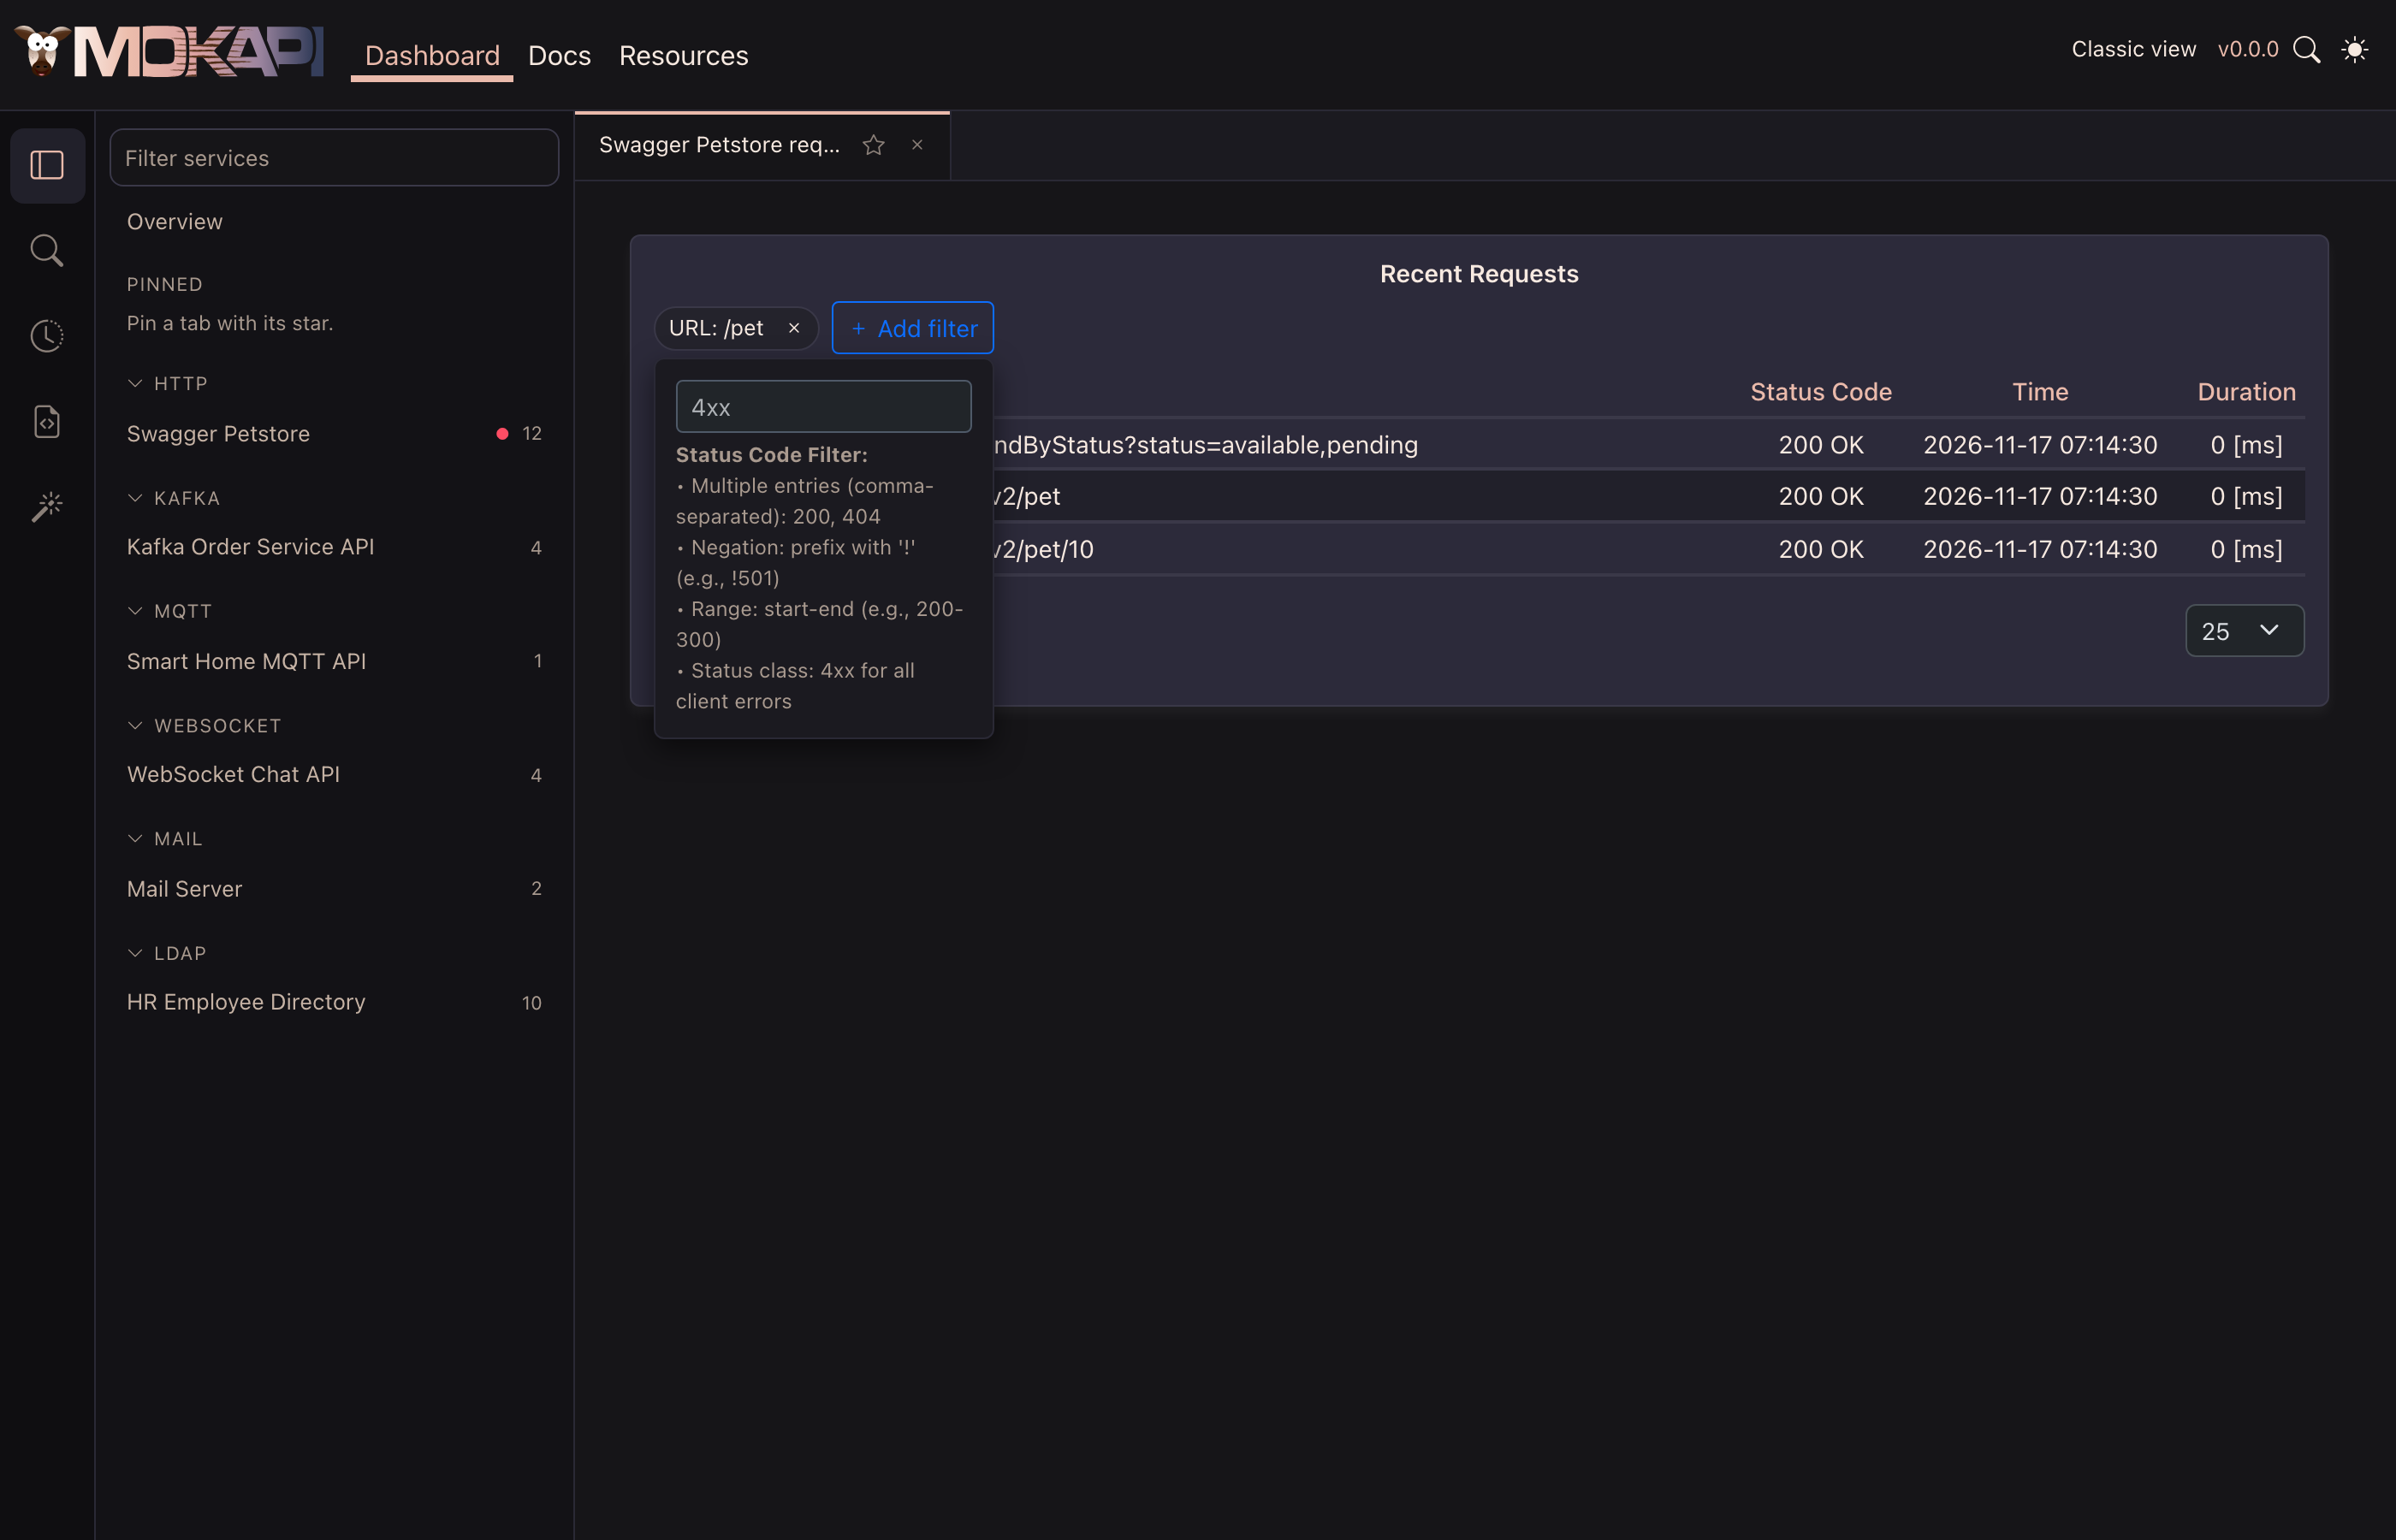 MOKAPI
Dashboard Docs Resources
Classic view v0.0.0
Filter services
Overview
PINNED
Pin a tab with its star.
HTTP
Swagger Petstore 12
KAFKA
Kafka Order Service API 4
MQTT
Smart Home MQTT API 1
WEBSOCKET
WebSocket Chat API 4
MAIL
Mail Server 2
LDAP
HR Employee Directory 10
Swagger Petstore req...
Recent Requests
URL: /pet
Add filter
4xx
Status Code Filter:
• Multiple entries (comma-
separated): 200, 404
• Negation: prefix with '!'
(e.g., !501)
• Range: start-end (e.g., 200-
300)
• Status class: 4xx for all
client errors
Status Code Time Duration
ndByStatus?status=available,pending 200 OK 2026-11-17 07:14:30 0 [ms]
v2/pet 200 OK 2026-11-17 07:14:30 0 [ms]
v2/pet/10 200 OK 2026-11-17 07:14:30 0 [ms]
25